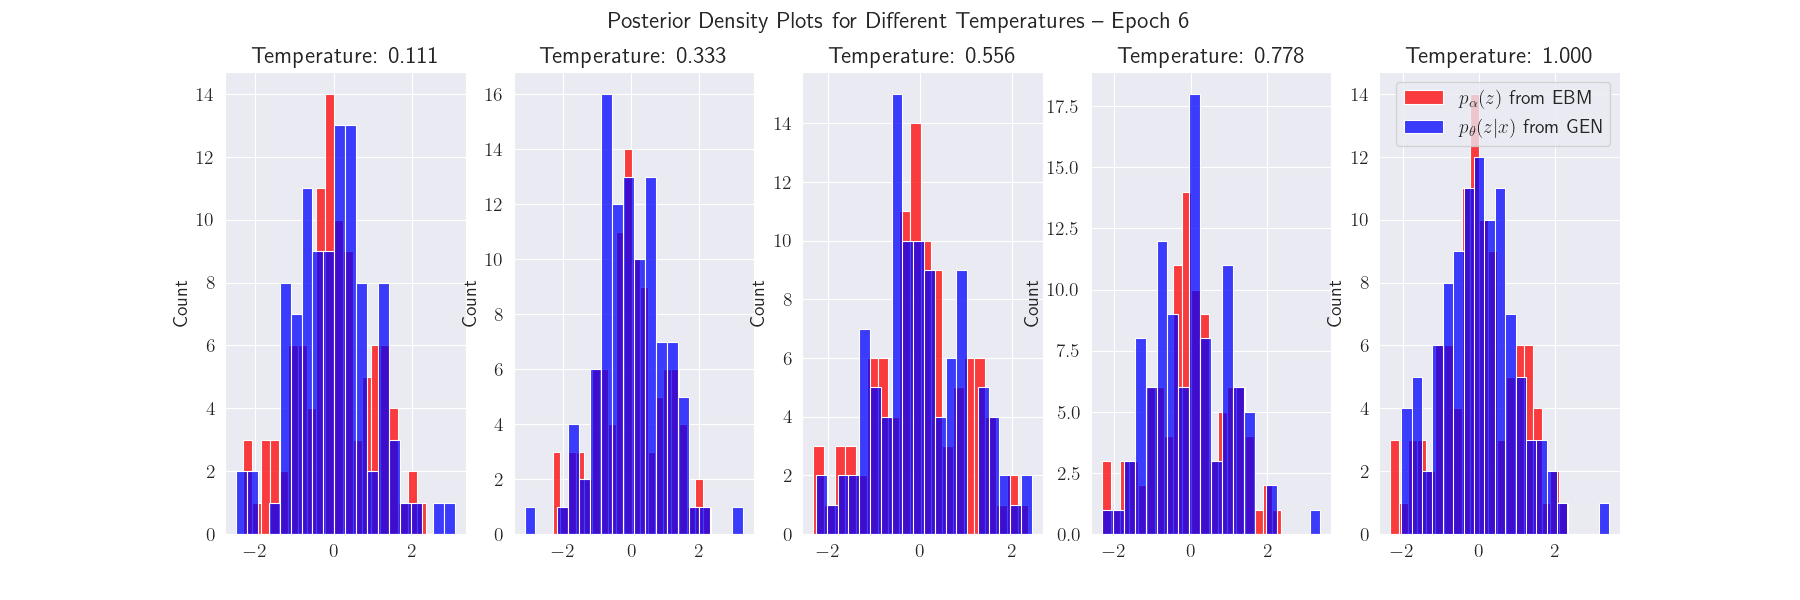 Posterior Density Plots for Different Temperatures – Epoch 6
Temperature: 0.111
Count
14
12
10
8
6
4
2
0
−2 0 2
Temperature: 0.333
Count
16
14
12
10
8
6
4
2
0
−2 0 2
Temperature: 0.556
Count
14
12
10
8
6
4
2
0
−2 0 2
Temperature: 0.778
Count
17.5
15.0
12.5
10.0
7.5
5.0
2.5
0.0
−2 0 2
Temperature: 1.000
Count
14
12
10
8
6
4
2
0
−2 0 2
pα(z) from EBM
pθ(z|x) from GEN